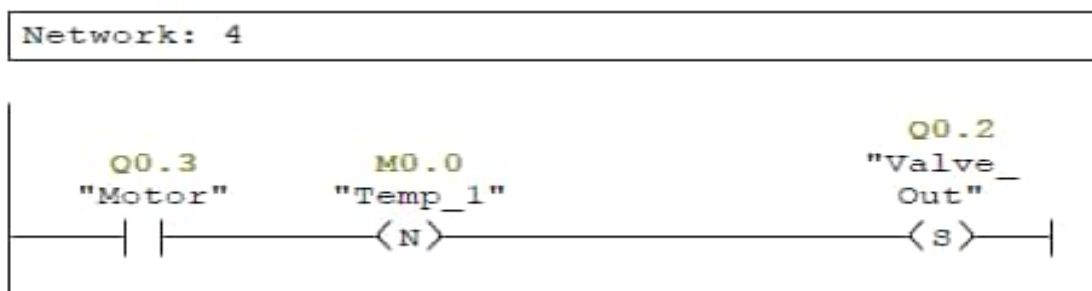 Network: 4
Q0.2
Q0.3 M0.0 "Valve_
"Motor" "Temp_1" Out"
N S